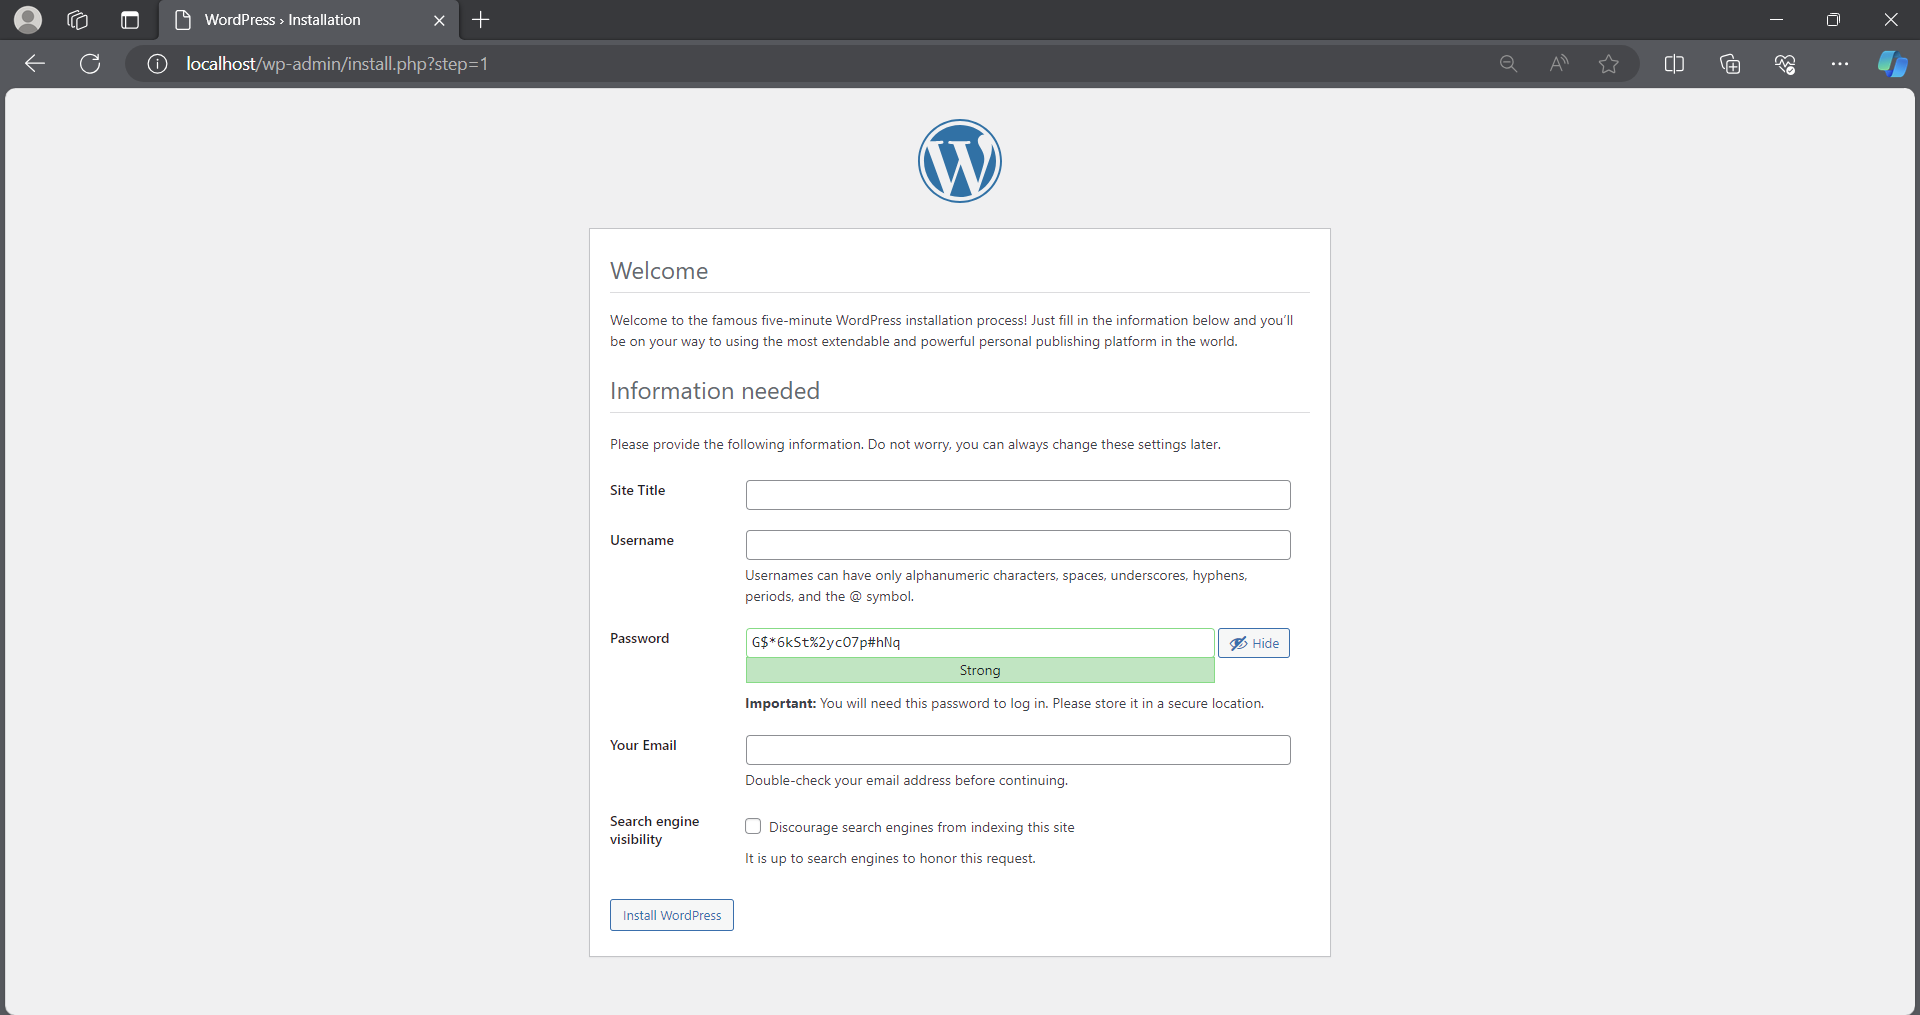 WordPress › Installation
localhost/wp-admin/install.php?step=1
Welcome
Welcome to the famous five-minute WordPress installation process! Just fill in the information below and you’ll
be on your way to using the most extendable and powerful personal publishing platform in the world.
Information needed
Please provide the following information. Do not worry, you can always change these settings later.
Site Title
Username
Usernames can have only alphanumeric characters, spaces, underscores, hyphens,
periods, and the @ symbol.
Password
G$*6kSt%2ycO7p#hNq
Hide
Strong
Important: You will need this password to log in. Please store it in a secure location.
Your Email
Double-check your email address before continuing.
Search engine
visibility
Discourage search engines from indexing this site
It is up to search engines to honor this request.
Install WordPress